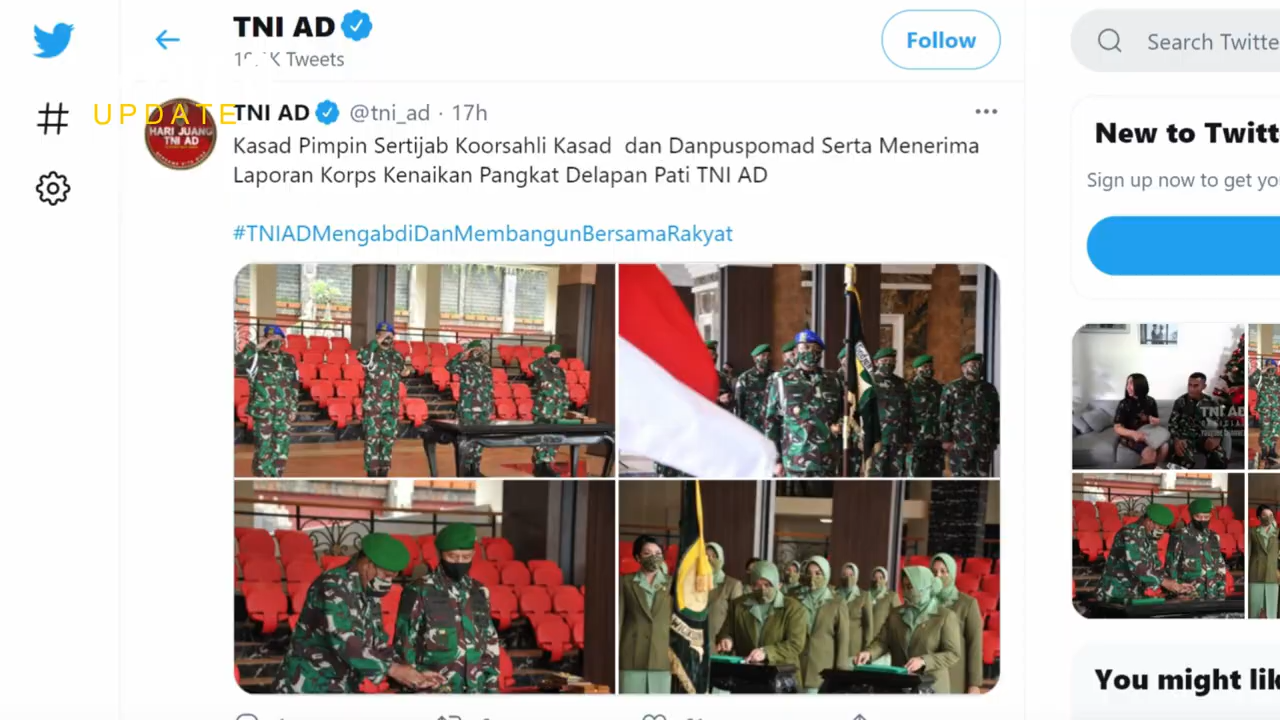 TNI AD
Tweets
Follow
Search Twitte
UPDATE
TNI AD @tni_ad · 17h
HARI JUANG
TNI AD
Kasad Pimpin Sertijab Koorsahli Kasad dan Danpuspomad Serta Menerima
Laporan Korps Kenaikan Pangkat Delapan Pati TNI AD
#TNIADMengabdiDanMembangunBersamaRakyat
New to Twitt
Sign up now to get yo
TNI AD
You might lik